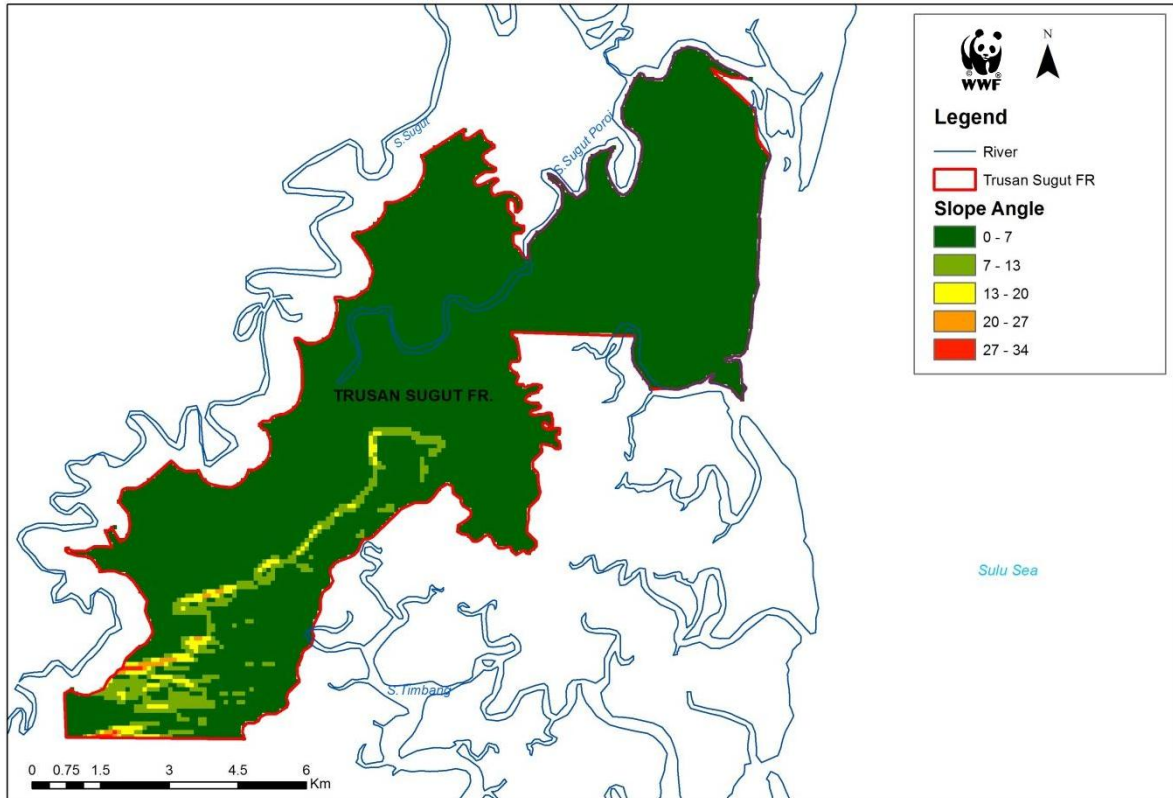 S.Sugut
S.Sugut Poroi
TRUSAN SUGUT FR.
S.Timbang
Sulu Sea
0 0.75 1.5 3 4.5 6
Km
N
©
WWF®
Legend
River
Trusan Sugut FR
Slope Angle
0 - 7
7 - 13
13 - 20
20 - 27
27 - 34